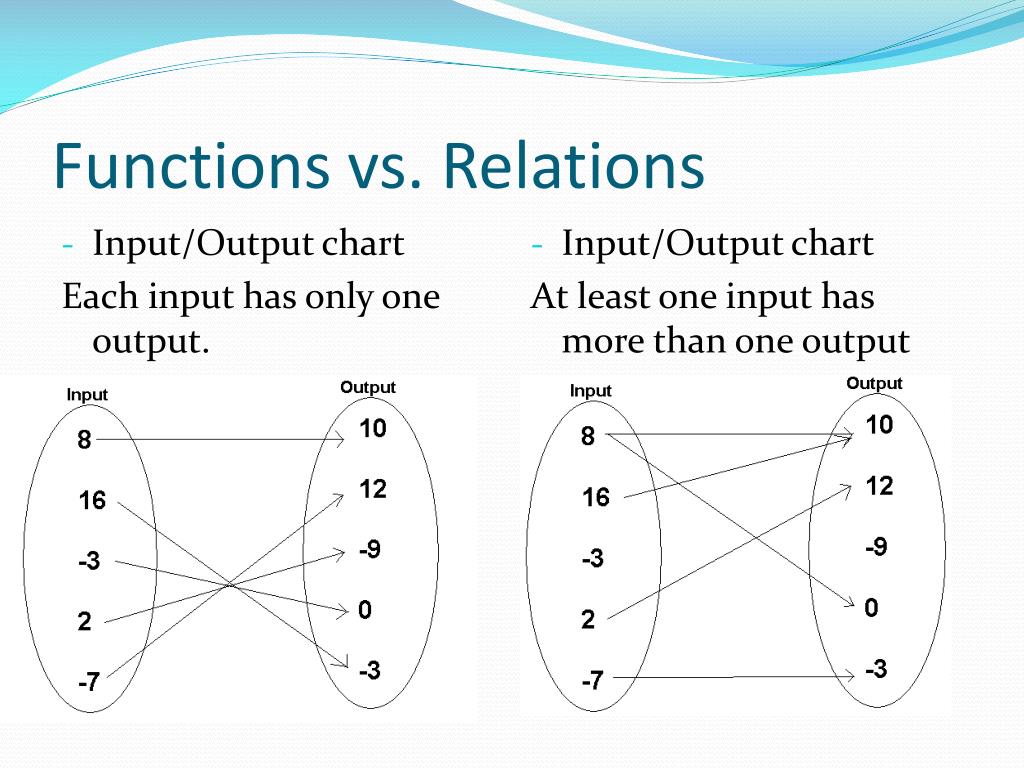 Functions vs. Relations
- Input/Output chart
Each input has only one
output.
Input
Output
8
10
16
12
-3
-9
2
0
-7
-3
- Input/Output chart
At least one input has
more than one output
Input
Output
8
10
16
12
-3
-9
2
0
-7
-3